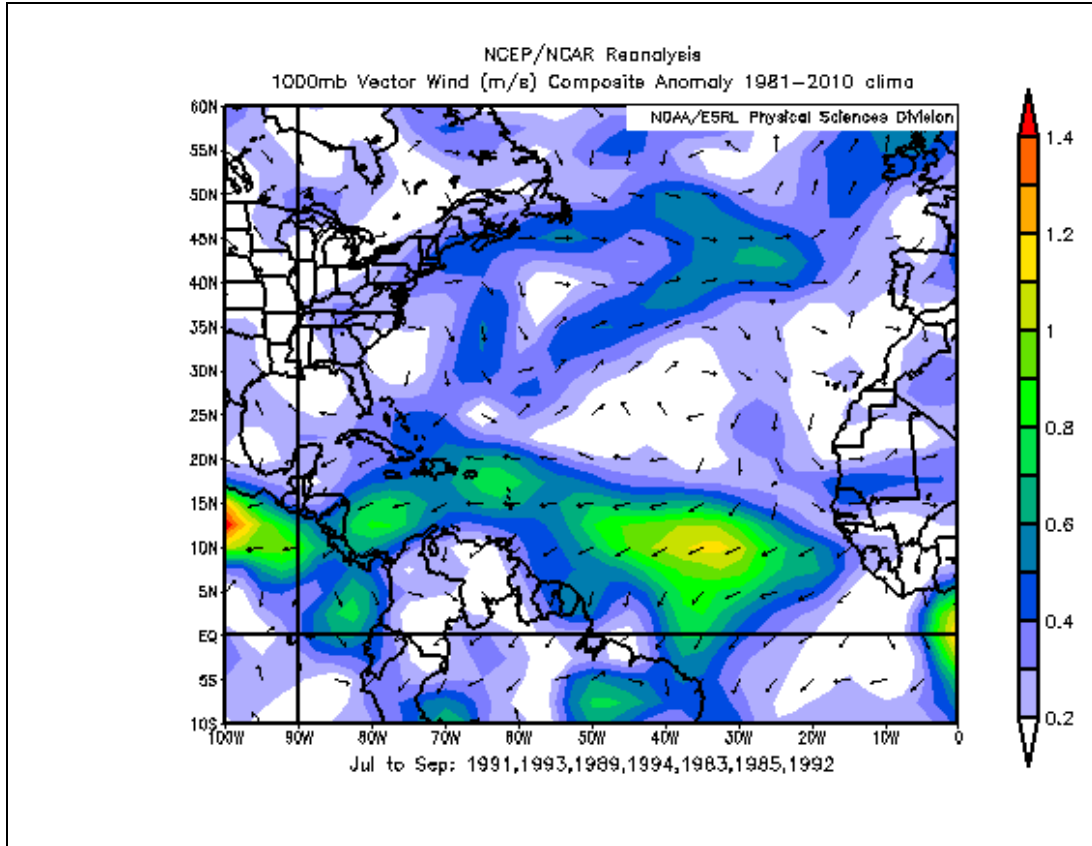 NCEP/NCAR Reanalysis
1000mb Vector Wind (m/s) Composite Anomaly 1981-2010 clima
NOAA/ESRL Physical Sciences Division
60N
55N
50N
45N
40N
35N
30N
25N
20N
15N
10N
5N
EQ
5S
10S
100W 90W 80W 70W 60W 50W 40W 30W 20W 10W 0
1.4
1.2
1
0.8
0.6
0.4
0.2
Jul to Sep: 1991,1993,1989,1994,1983,1985,1992